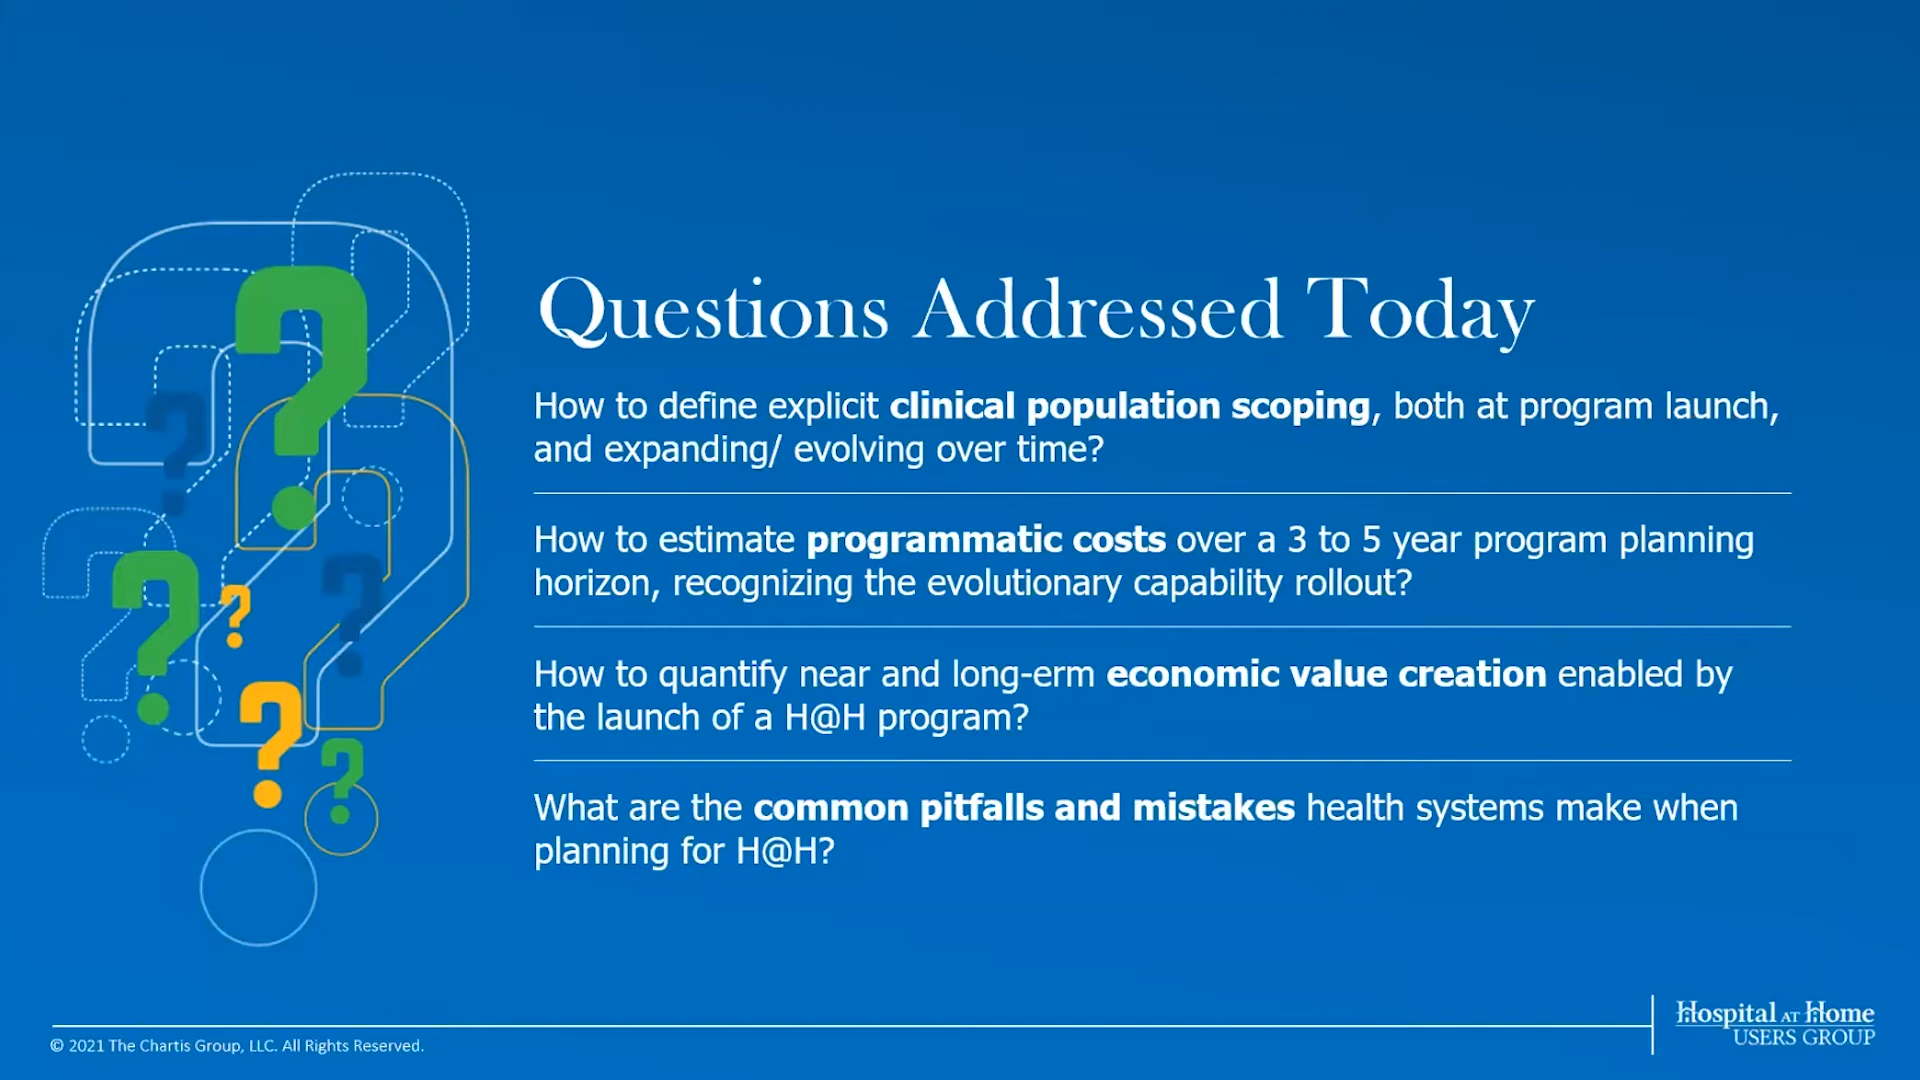 Questions Addressed Today
How to define explicit clinical population scoping, both at program launch,
and expanding/ evolving over time?
How to estimate programmatic costs over a 3 to 5 year program planning
horizon, recognizing the evolutionary capability rollout?
How to quantify near and long-erm economic value creation enabled by
the launch of a H@H program?
What are the common pitfalls and mistakes health systems make when
planning for H@H?
© 2021 The Chartis Group, LLC. All Rights Reserved.
Hospital AT Home
USERS GROUP